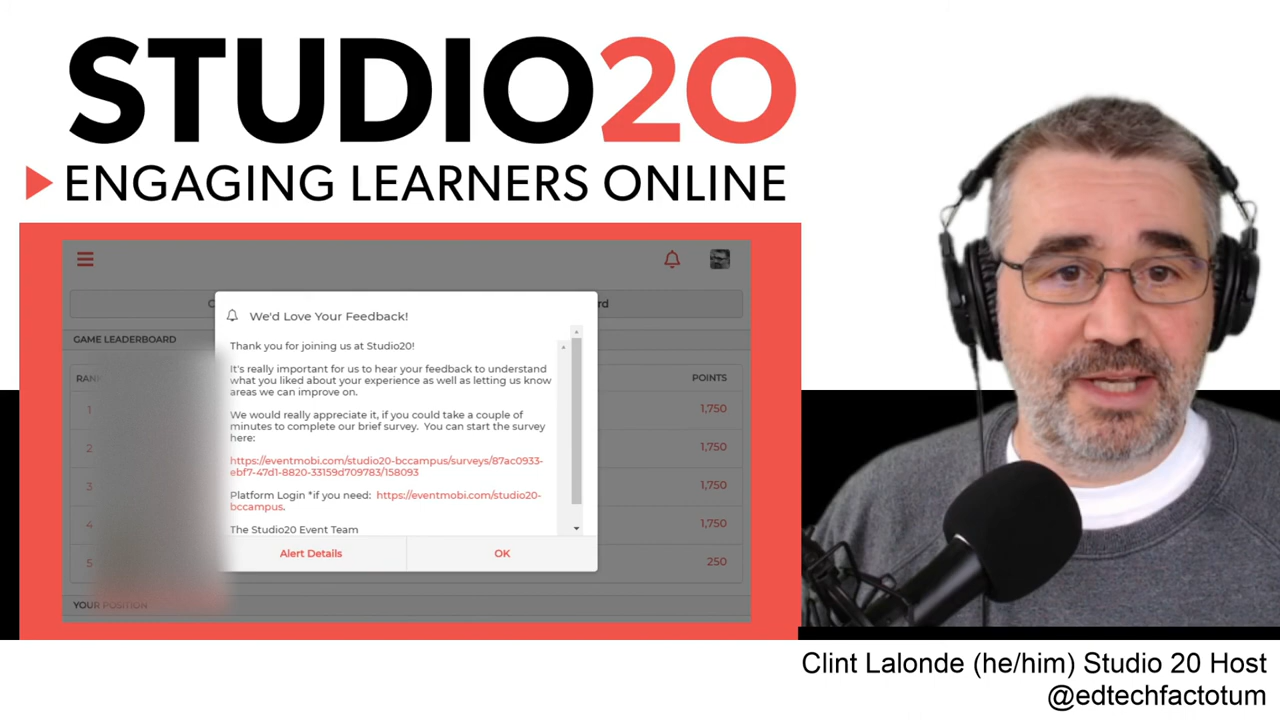 STUDIO20
ENGAGING LEARNERS ONLINE
rd
GAME LEADERBOARD
POINTS
1 1,750
2 1,750
3 1,750
4 1,750
5 250
YOUR POSITION
We'd Love Your Feedback!
Thank you for joining us at Studio20!
It's really important for us to hear your feedback to understand
what you liked about your experience as well as letting us know
areas we can improve on.
We would really appreciate it, if you could take a couple of
minutes to complete our brief survey. You can start the survey
here:
https://eventmobi.com/studio20-bccampus/surveys/87ac0933-
ebf7-47d1-8820-33159d709783/158093
Platform Login *if you need: https://eventmobi.com/studio20-
bccampus.
The Studio20 Event Team
Alert Details OK
Clint Lalonde (he/him) Studio 20 Host
@edtechfactotum